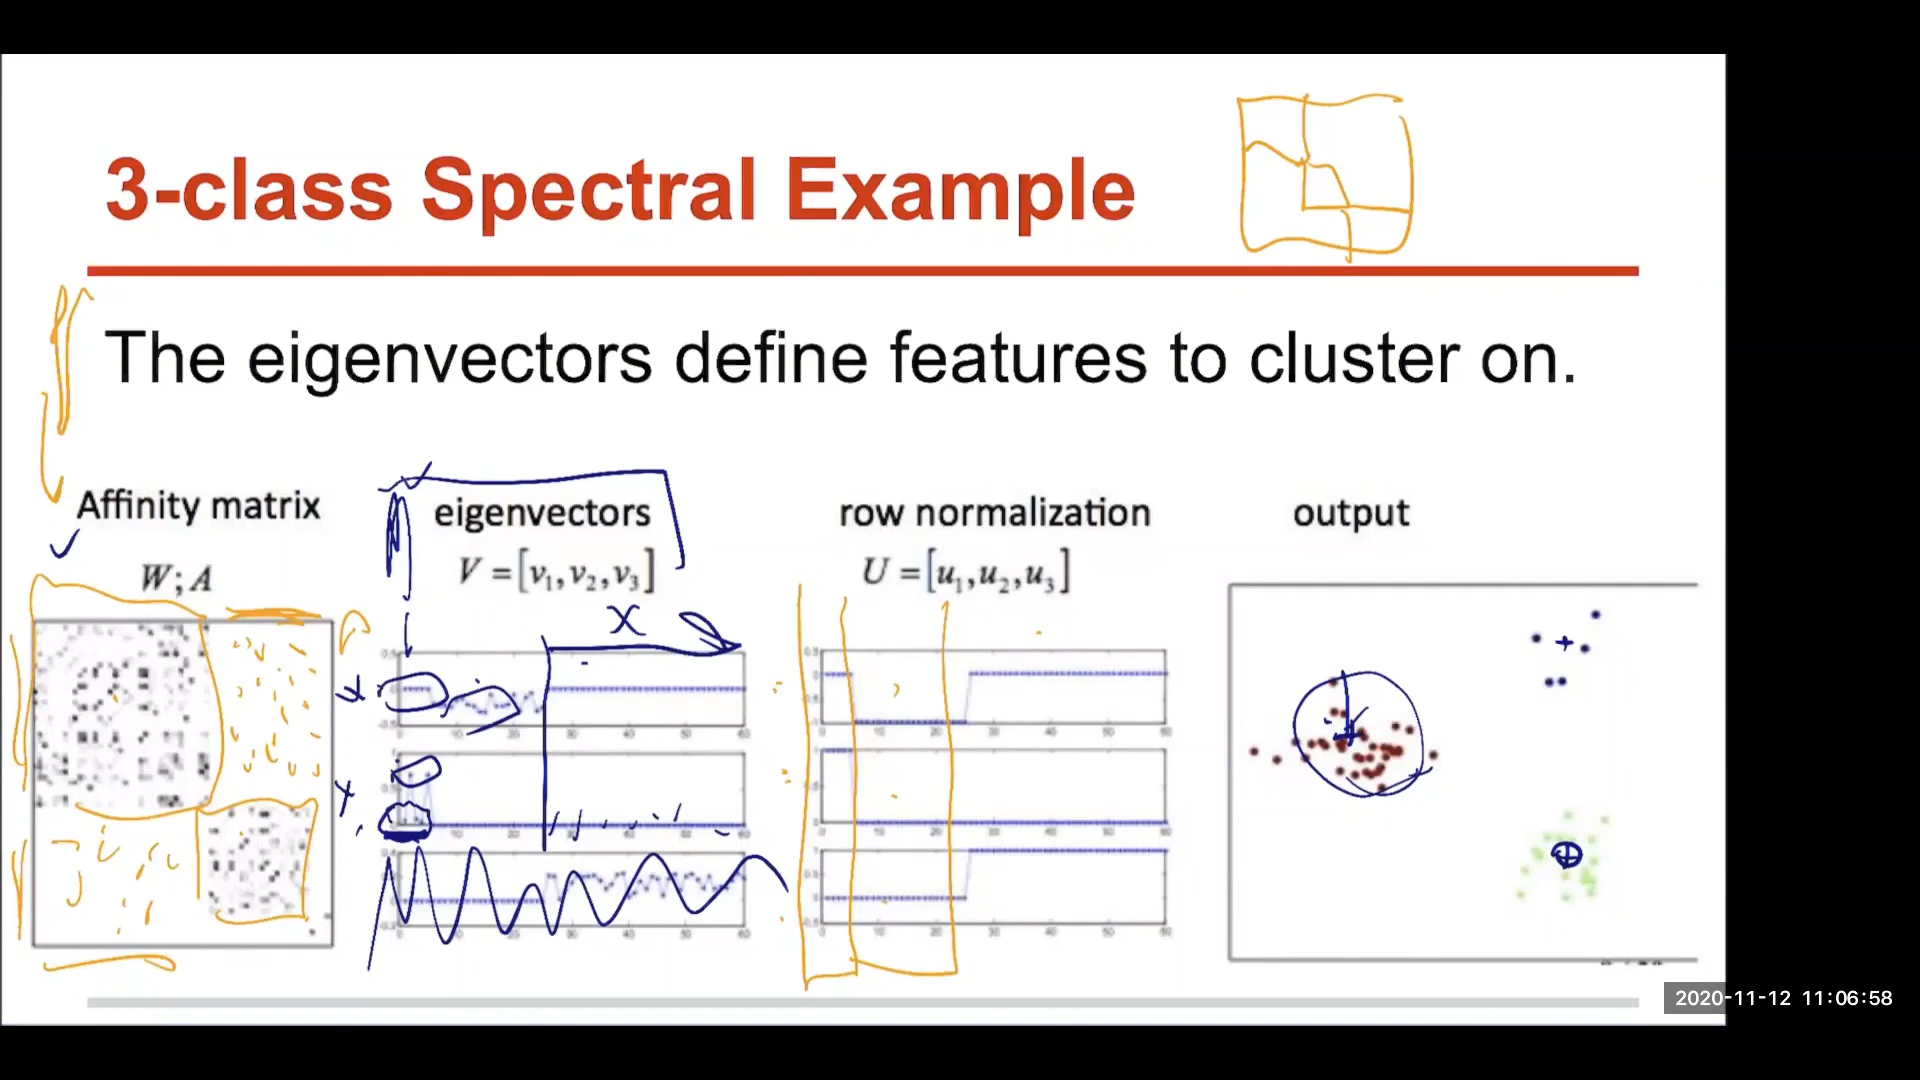 3-class Spectral Example
The eigenvectors define features to cluster on.
Affinity matrix
eigenvectors
row normalization
output
W; A
V = [v₁, v₂, v₃]
U = [u₁, u₂, u₃]
X
2020-11-12 11:06:58